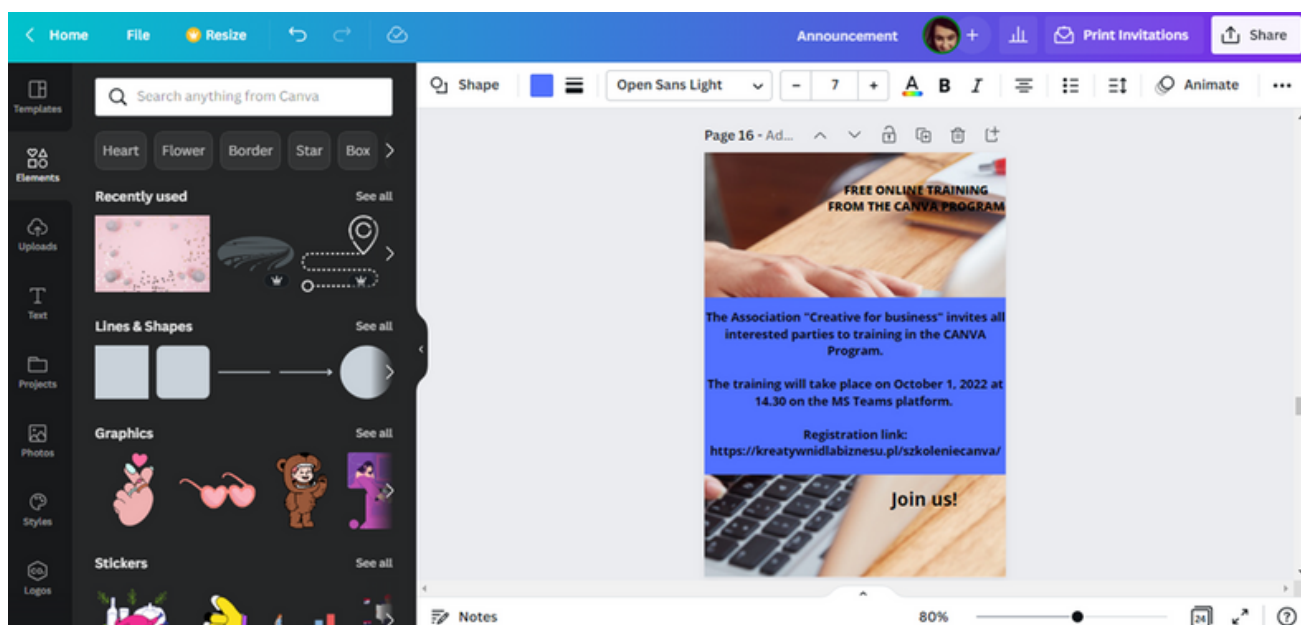 Home File Resize Announcement + Print Invitations Share
Templates
Elements
Uploads
Text
Projects
Photos
Styles
CO.
Logos
Search anything from Canva
Heart Flower Border Star Box
Recently used See all
Lines & Shapes See all
Graphics See all
Stickers See all
Shape Open Sans Light - 7 + A B I Animate ...
Page 16 - Ad...
FREE ONLINE TRAINING
FROM THE CANVA PROGRAM
The Association "Creative for business" invites all
interested parties to training in the CANVA
Program.
The training will take place on October 1, 2022 at
14.30 on the MS Teams platform.
Registration link:
https://kreatywnidlabiznesu.pl/szkoleniecanva/
Join us!
Notes 80% 24 ?